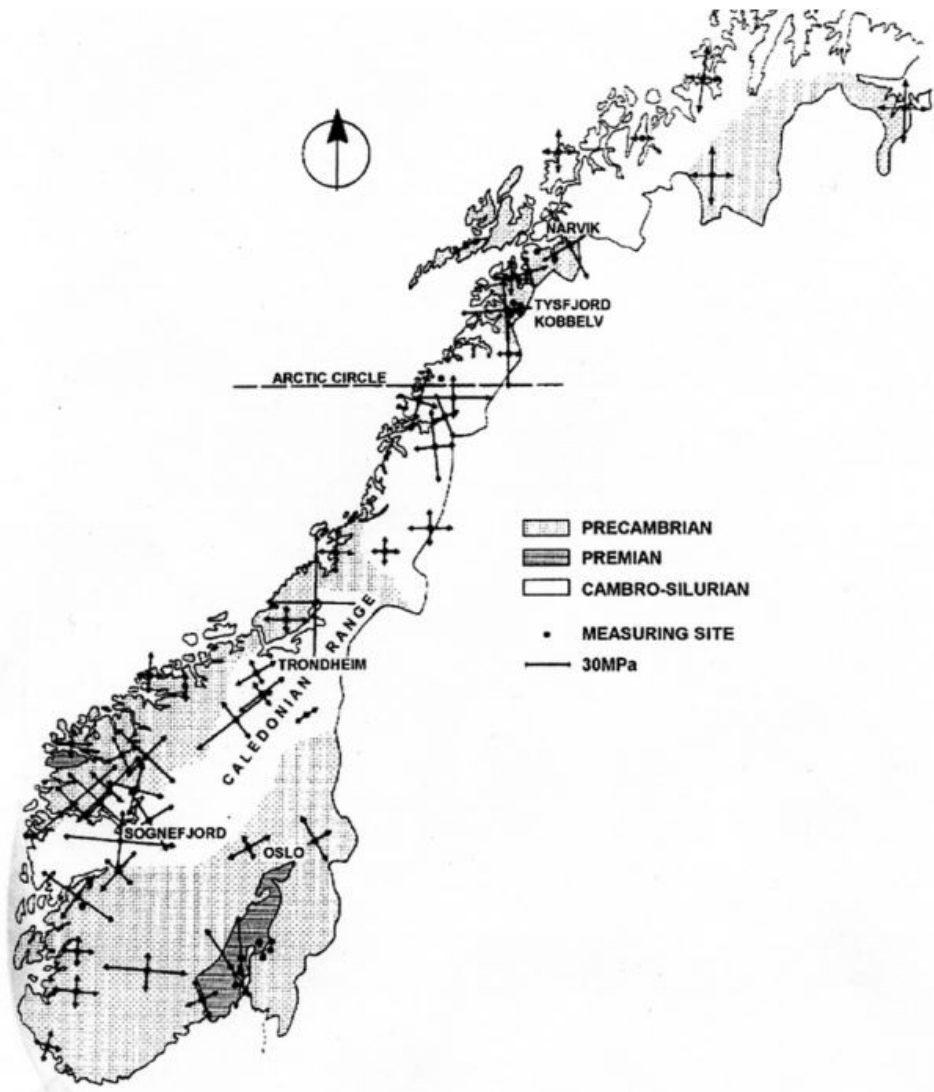 NARVIK
TYSFJORD
KOBBELV
ARCTIC CIRCLE
PRECAMBRIAN
PREMIAN
CAMBRO-SILURIAN
MEASURING SITE
30MPa
TRONDHEIM
CALEDONIAN RANGE
SOGNEFJORD
OSLO